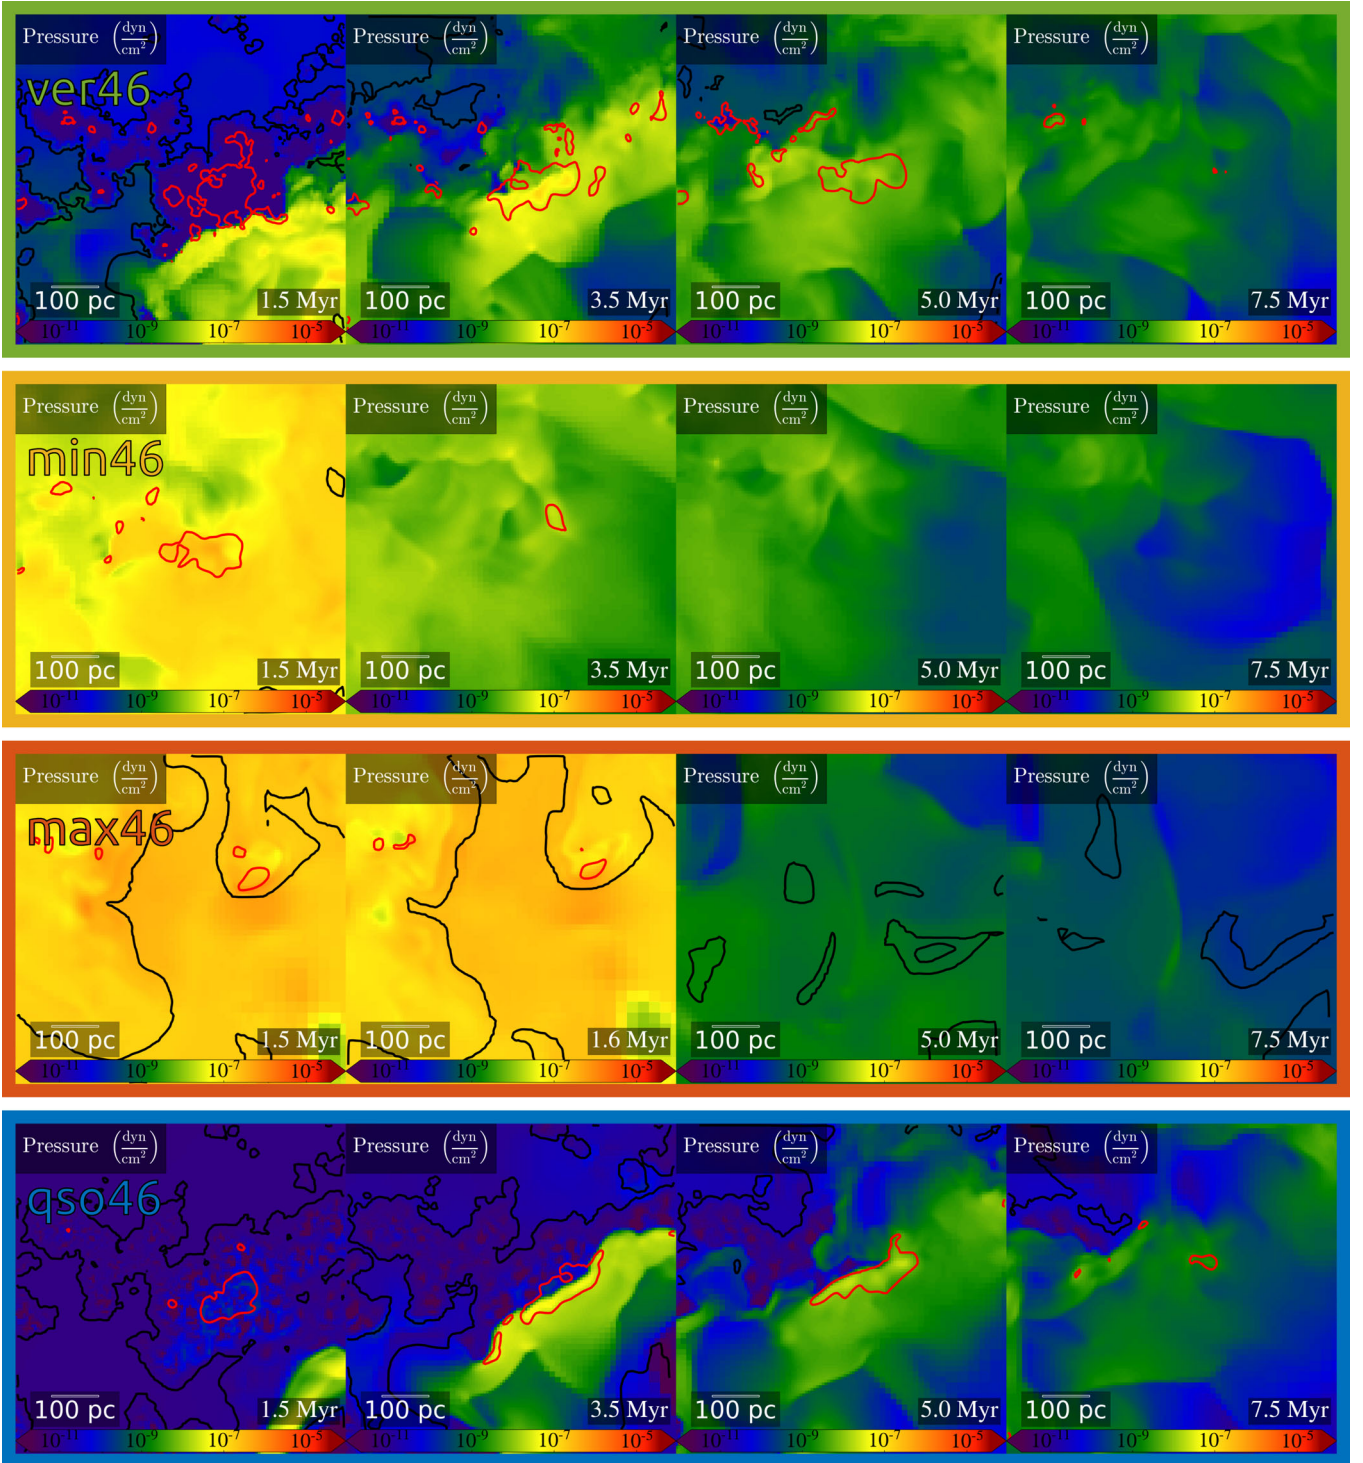 Pressure (dyn/cm²) Pressure (dyn/cm²) Pressure (dyn/cm²) Pressure (dyn/cm²)
ver46
100 pc 1.5 Myr 100 pc 3.5 Myr 100 pc 5.0 Myr 100 pc 7.5 Myr
10⁻¹¹ 10⁻⁹ 10⁻⁷ 10⁻⁵ 10⁻¹¹ 10⁻⁹ 10⁻⁷ 10⁻⁵ 10⁻¹¹ 10⁻⁹ 10⁻⁷ 10⁻⁵ 10⁻¹¹ 10⁻⁹ 10⁻⁷ 10⁻⁵
Pressure (dyn/cm²) Pressure (dyn/cm²) Pressure (dyn/cm²) Pressure (dyn/cm²)
min46
100 pc 1.5 Myr 100 pc 3.5 Myr 100 pc 5.0 Myr 100 pc 7.5 Myr
10⁻¹¹ 10⁻⁹ 10⁻⁷ 10⁻⁵ 10⁻¹¹ 10⁻⁹ 10⁻⁷ 10⁻⁵ 10⁻¹¹ 10⁻⁹ 10⁻⁷ 10⁻⁵ 10⁻¹¹ 10⁻⁹ 10⁻⁷ 10⁻⁵
Pressure (dyn/cm²) Pressure (dyn/cm²) Pressure (dyn/cm²) Pressure (dyn/cm²)
max46
100 pc 1.5 Myr 100 pc 1.6 Myr 100 pc 5.0 Myr 100 pc 7.5 Myr
10⁻¹¹ 10⁻⁹ 10⁻⁷ 10⁻⁵ 10⁻¹¹ 10⁻⁹ 10⁻⁷ 10⁻⁵ 10⁻¹¹ 10⁻⁹ 10⁻⁷ 10⁻⁵ 10⁻¹¹ 10⁻⁹ 10⁻⁷ 10⁻⁵
Pressure (dyn/cm²) Pressure (dyn/cm²) Pressure (dyn/cm²) Pressure (dyn/cm²)
qso46
100 pc 1.5 Myr 100 pc 3.5 Myr 100 pc 5.0 Myr 100 pc 7.5 Myr
10⁻¹¹ 10⁻⁹ 10⁻⁷ 10⁻⁵ 10⁻¹¹ 10⁻⁹ 10⁻⁷ 10⁻⁵ 10⁻¹¹ 10⁻⁹ 10⁻⁷ 10⁻⁵ 10⁻¹¹ 10⁻⁹ 10⁻⁷ 10⁻⁵